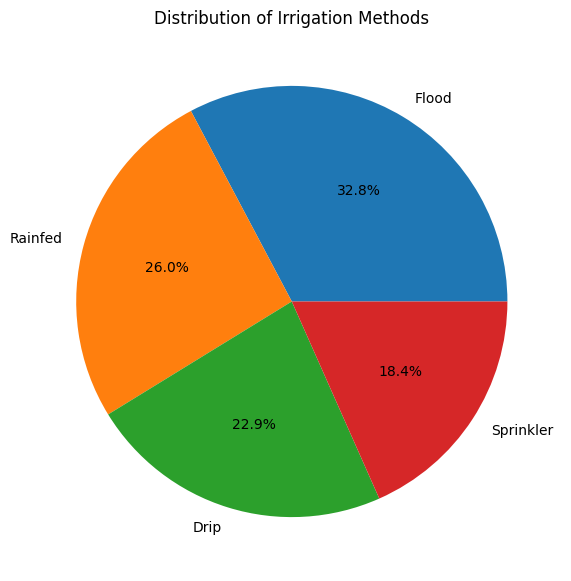 Distribution of Irrigation Methods
Flood
32.8%
Rainfed
26.0%
22.9%
Drip
18.4%
Sprinkler